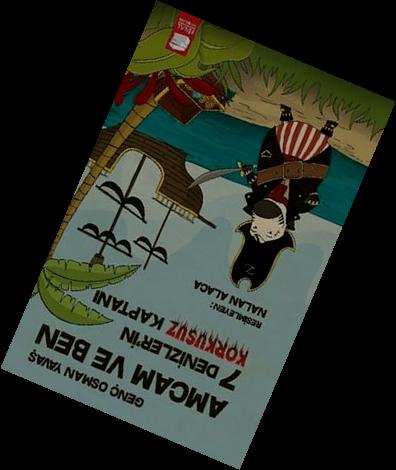 GENÇ OSMAN YAVAŞ
AMCAM VE BEN
7 DENİZLER'İN
KORKUSUZ KAPTANI
RESİMLEYEN:
NALAN ALACA
Z